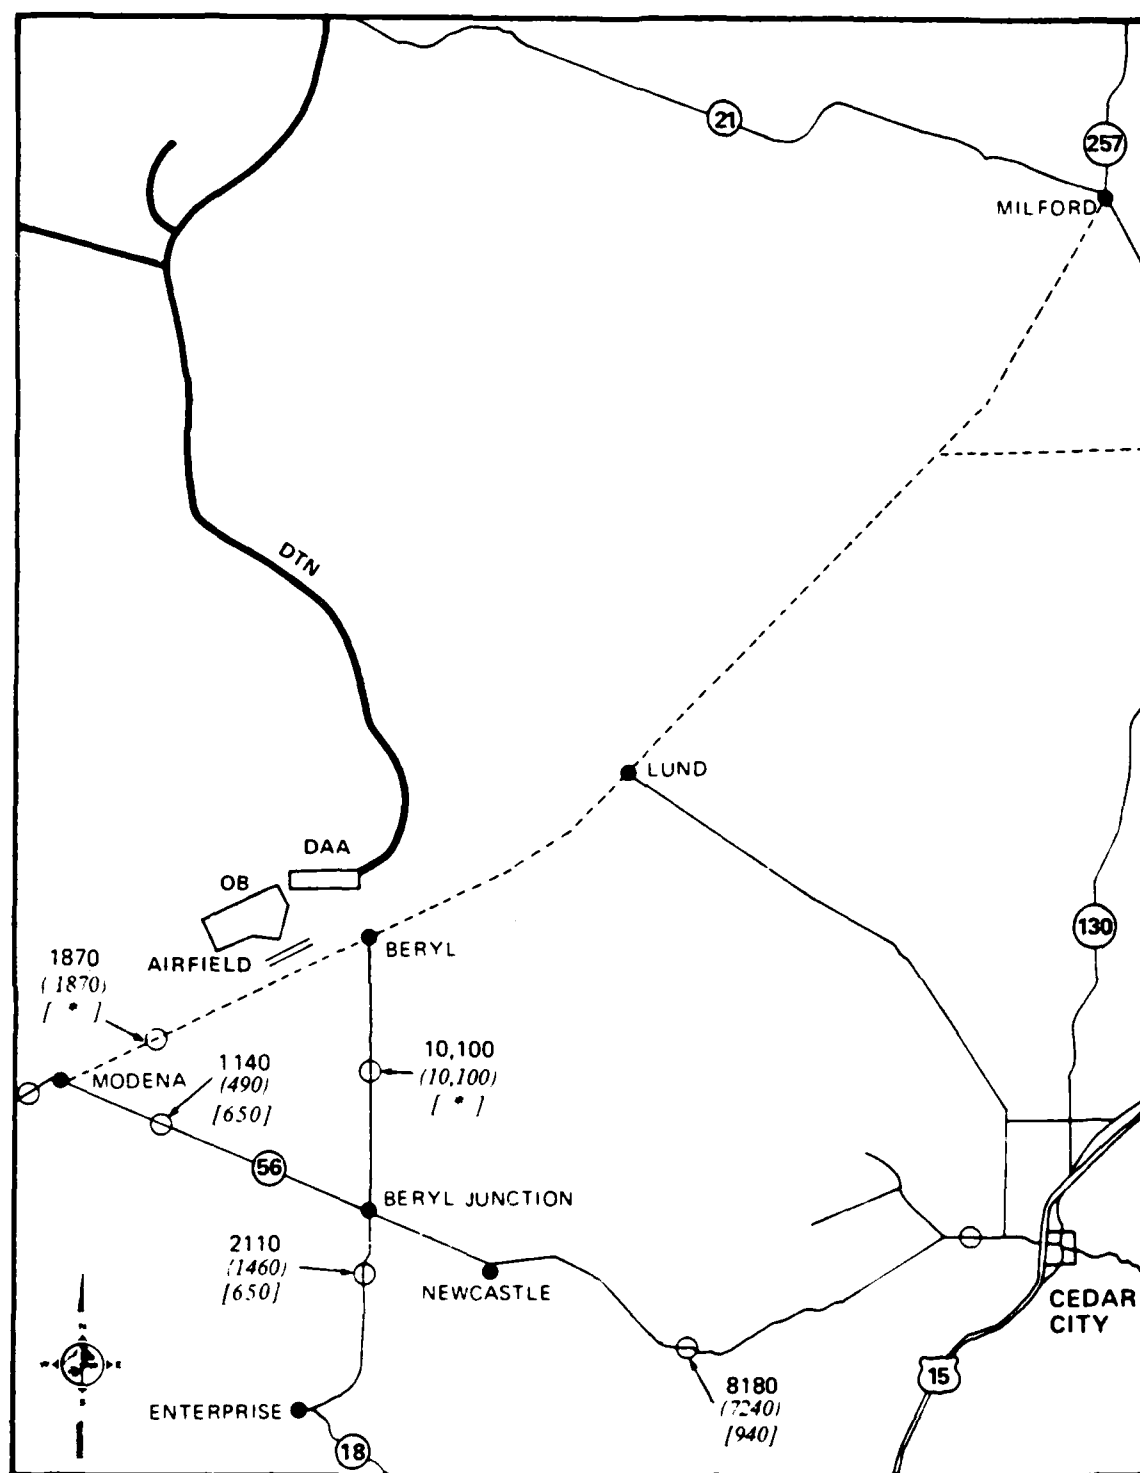 21
257
MILFORD
DTN
LUND
DAA
OB
130
AIRFIELD
BERYL
1870
(1870)
[ * ]
10,100
(10,100)
[ * ]
MODENA
1140
(490)
[650]
56
BERYL JUNCTION
2110
(1460)
[650]
NEWCASTLE
CEDAR
CITY
N
W
E
S
15
8180
(7240)
[940]
ENTERPRISE
18